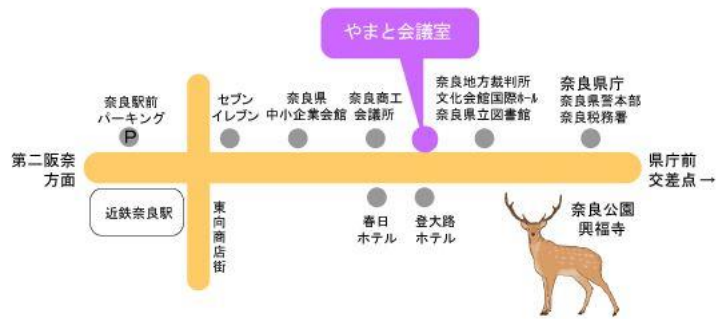 やまと会議室
奈良駅前
パーキング
P
セブン
イレブン
奈良県
中小企業会館
奈良商工
会議所
奈良地方裁判所
文化会館国際ホール
奈良県立図書館
奈良県庁
奈良県警本部
奈良税務署
第二阪奈
方面
県庁前
交差点→
近鉄奈良駅
東向商店街
春日
ホテル
登大路
ホテル
奈良公園
興福寺